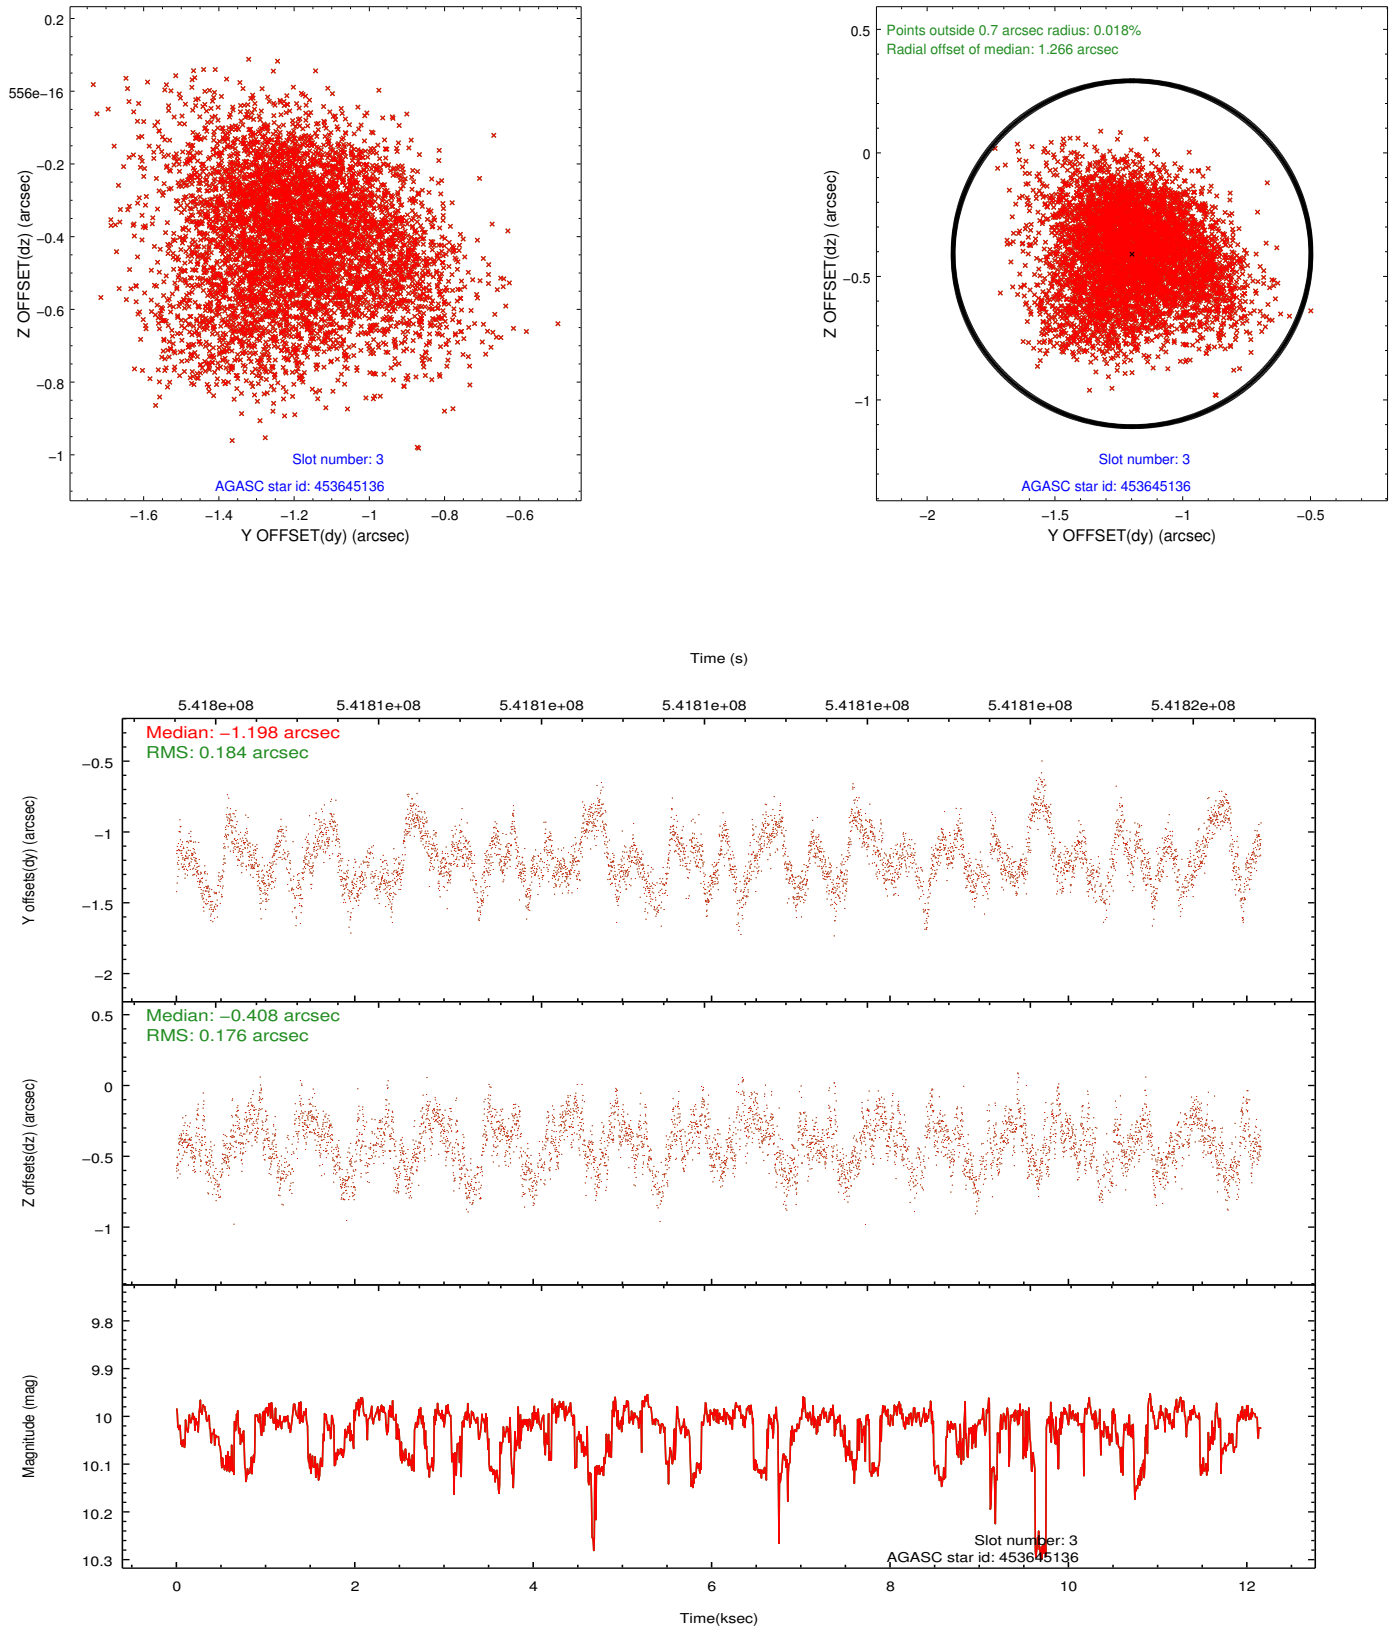 0.2
556e−16
−0.2
−0.4
−0.6
−0.8
−1
Z OFFSET(dz) (arcsec)
Slot number: 3
AGASC star id: 453645136
−1.6 −1.4 −1.2 −1 −0.8 −0.6
Y OFFSET(dy) (arcsec)
Points outside 0.7 arcsec radius: 0.018%
Radial offset of median: 1.266 arcsec
0.5
0
−0.5
−1
Z OFFSET(dz) (arcsec)
Slot number: 3
AGASC star id: 453645136
−2 −1.5 −1 −0.5
Y OFFSET(dy) (arcsec)
Time (s)
5.418e+08 5.4181e+08 5.4181e+08 5.4181e+08 5.4181e+08 5.4181e+08 5.4182e+08
Median: −1.198 arcsec
RMS: 0.184 arcsec
−0.5
−1
−1.5
−2
Y offsets(dy) (arcsec)
Median: −0.408 arcsec
RMS: 0.176 arcsec
0.5
0
−0.5
−1
Z offsets(dz) (arcsec)
9.8
9.9
10
10.1
10.2
10.3
Magnitude (mag)
Slot number: 3
AGASC star id: 453645136
0 2 4 6 8 10 12
Time(ksec)